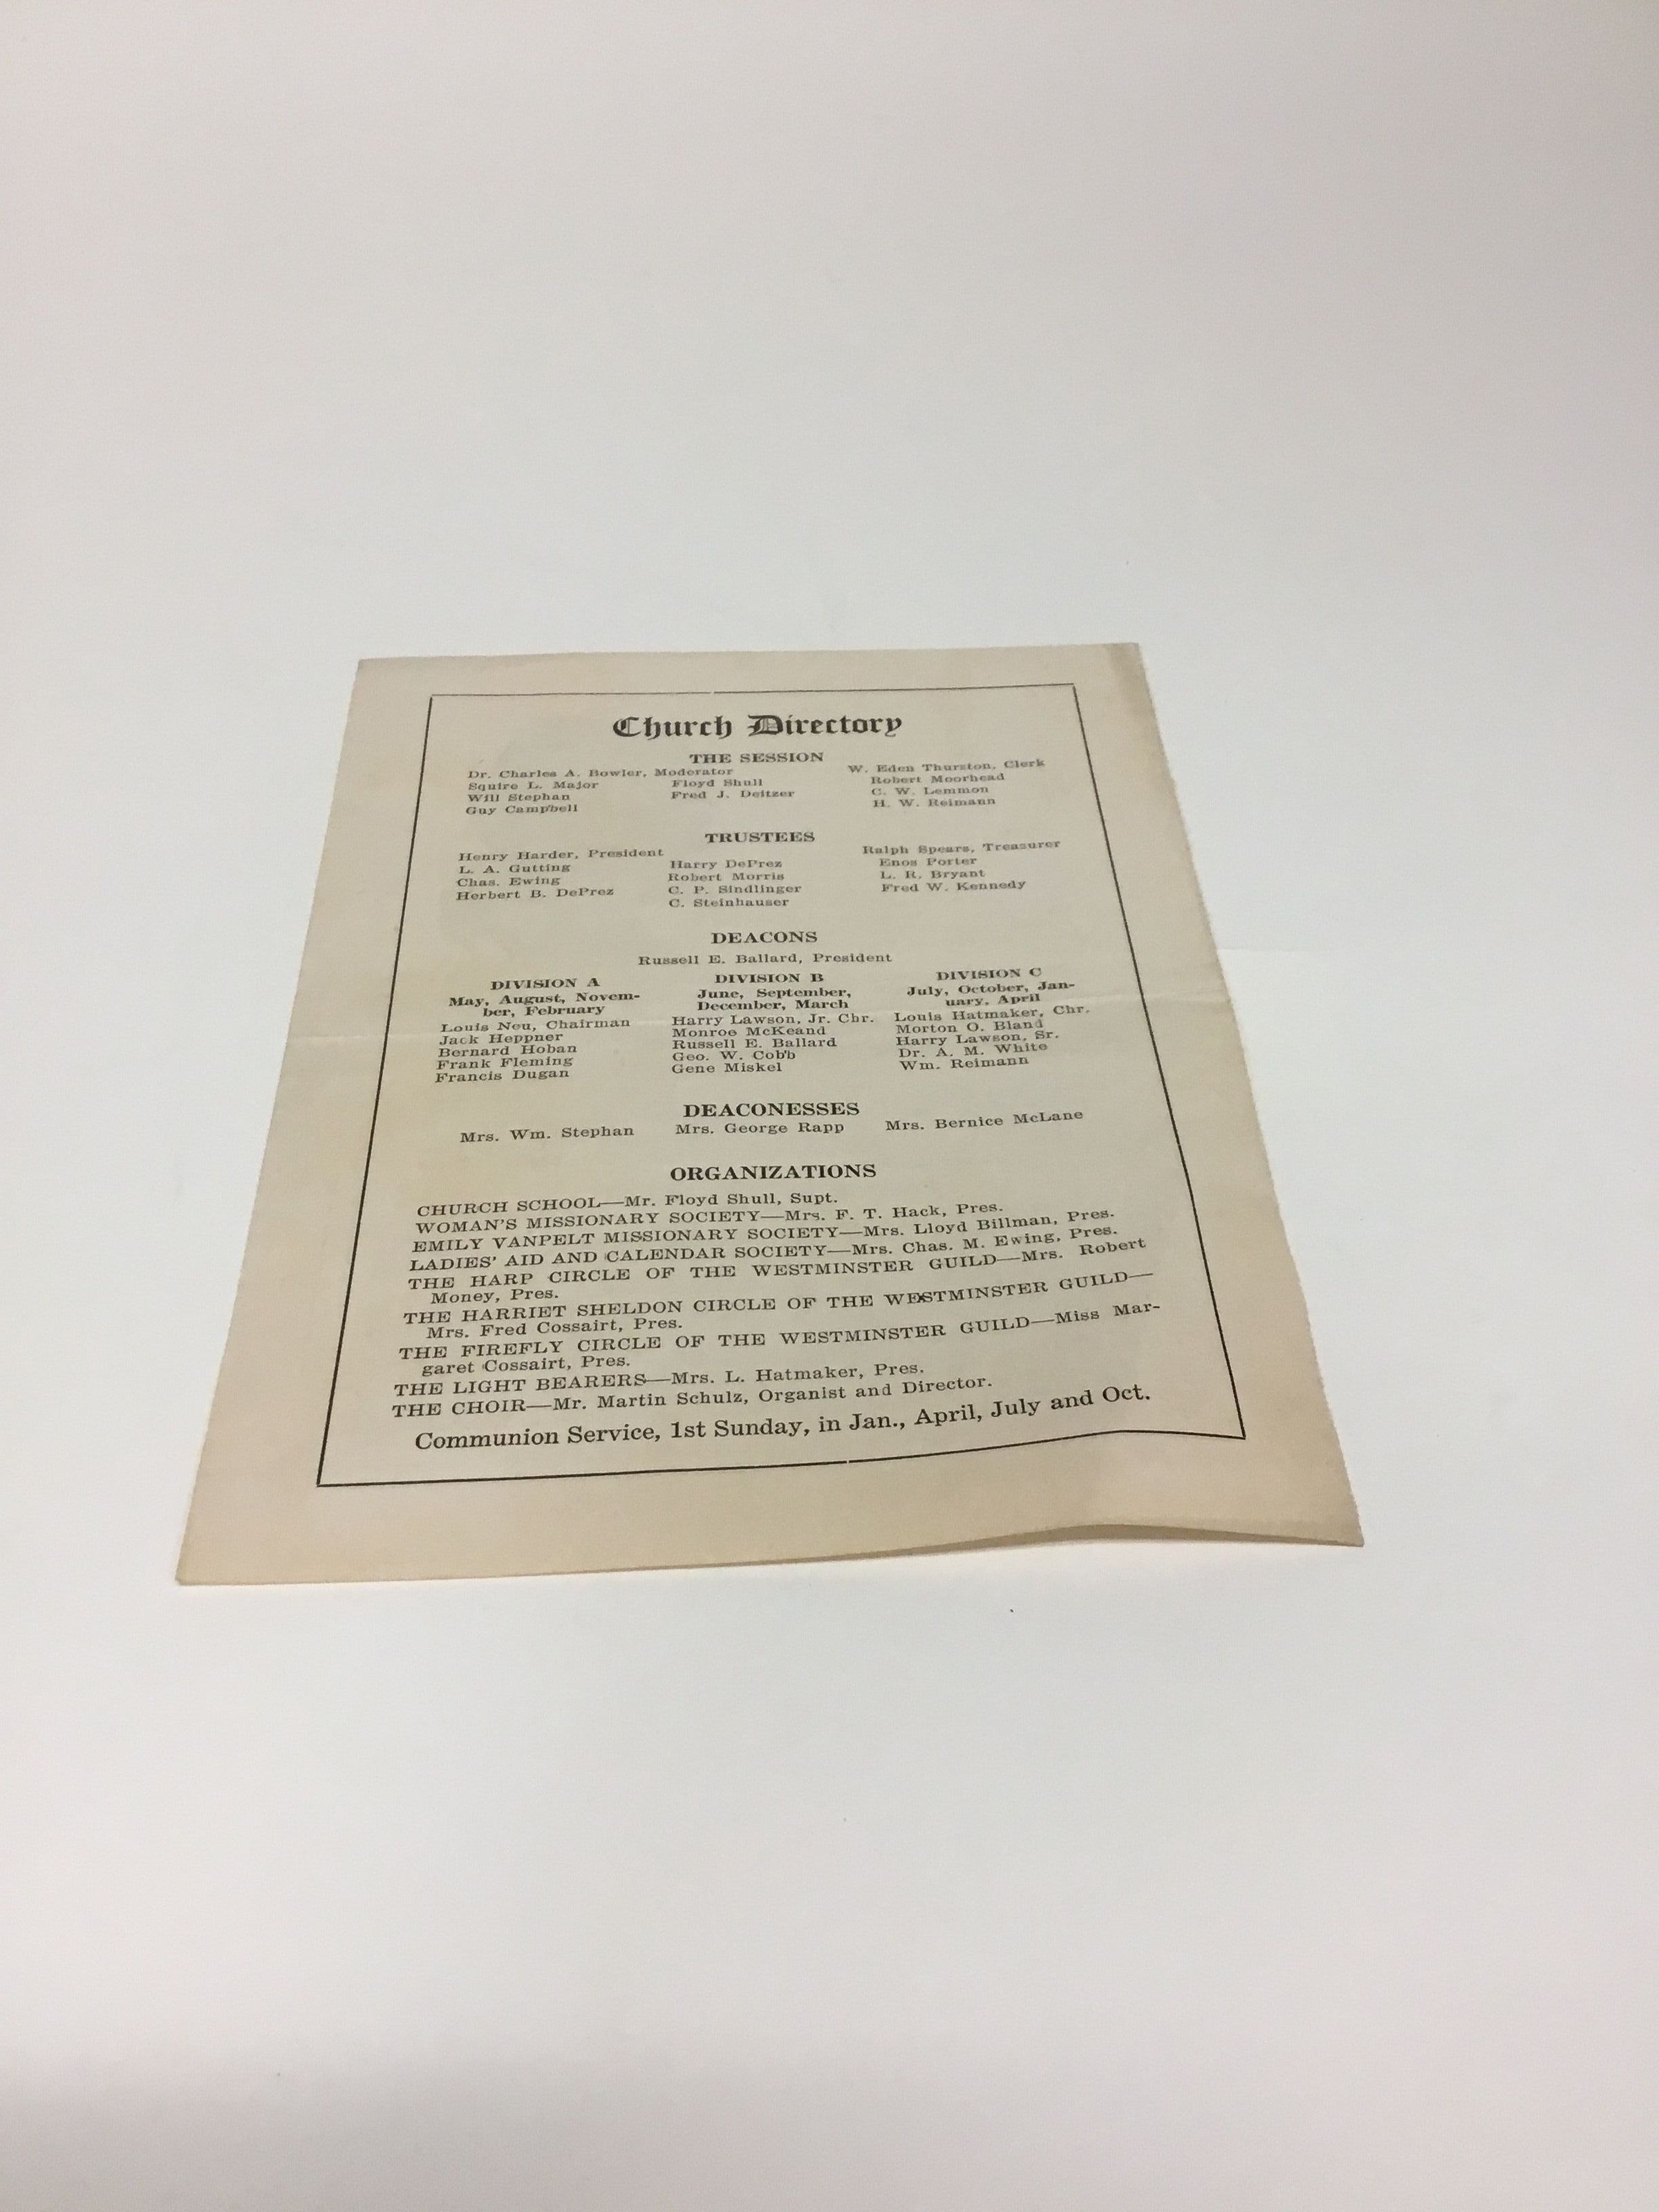 Church Directory
THE SESSION
Dr. Charles A. Bowler, Moderator W. Eden Thurston, Clerk
Squire L. Major Floyd Shull Robert Moorhead
Will Stephan Fred J. Deitzer C. W. Lemmon
Guy Campbell H. W. Reimann
TRUSTEES
Henry Harder, President Ralph Spears, Treasurer
L. A. Gutting Harry DePrez Enos Porter
Chas. Ewing Robert Morris L. R. Bryant
Herbert B. DePrez C. P. Sindlinger Fred W. Kennedy
C. Steinhauser
DEACONS
Russell E. Ballard, President
DIVISION A
May, August, Novem-
ber, February
Louis Neu, Chairman
Jack Heppner
Bernard Hoban
Frank Fleming
Francis Dugan
DIVISION B
June, September,
December, March
Harry Lawson, Jr. Chr.
Monroe McKeand
Russell E. Ballard
Geo. W. Cobb
Gene Miskel
DIVISION C
July, October, Jan-
uary, April
Louis Hatmaker, Chr.
Morton O. Bland
Harry Lawson, Sr.
Dr. A. M. White
Wm. Reimann
DEACONESSES
Mrs. Wm. Stephan Mrs. George Rapp Mrs. Bernice McLane
ORGANIZATIONS
CHURCH SCHOOL—Mr. Floyd Shull, Supt.
WOMAN'S MISSIONARY SOCIETY—Mrs. F. T. Hack, Pres.
EMILY VANPELT MISSIONARY SOCIETY—Mrs. Lloyd Billman, Pres.
LADIES' AID AND CALENDAR SOCIETY—Mrs. Chas. M. Ewing, Pres.
THE HARP CIRCLE OF THE WESTMINSTER GUILD—Mrs. Robert
Money, Pres.
THE HARRIET SHELDON CIRCLE OF THE WESTMINSTER GUILD—
Mrs. Fred Cossairt, Pres.
THE FIREFLY CIRCLE OF THE WESTMINSTER GUILD—Miss Mar-
garet Cossairt, Pres.
THE LIGHT BEARERS—Mrs. L. Hatmaker, Pres.
THE CHOIR—Mr. Martin Schulz, Organist and Director.
Communion Service, 1st Sunday, in Jan., April, July and Oct.